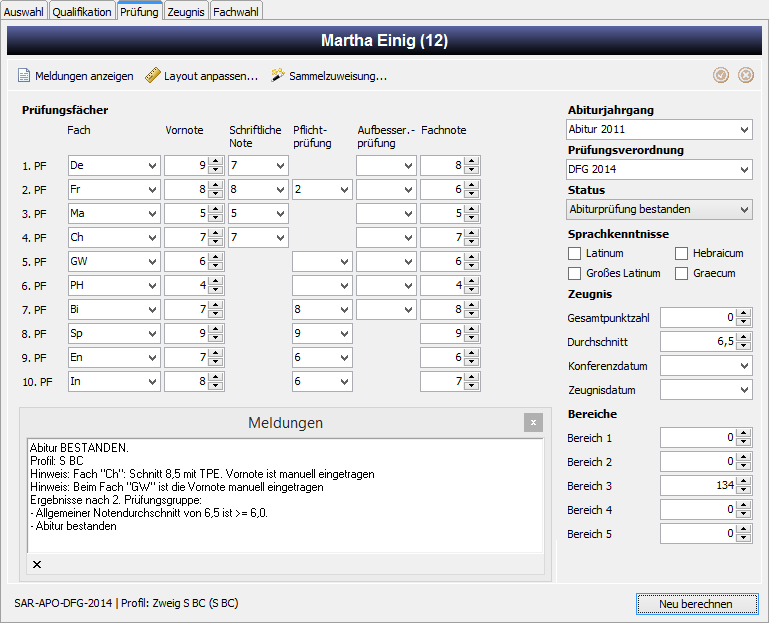 Auswahl Qualifikation Prüfung Zeugnis Fachwahl
Martha Einig (12)
Meldungen anzeigen Layout anpassen... Sammelzuweisung...
Prüfungsfächer
Fach Vornote Schriftliche Note Pflicht-prüfung Aufbesser.-prüfung Fachnote
1. PF De 9 7 8
2. PF Fr 8 8 2 6
3. PF Ma 5 5 5
4. PF Ch 7 7 7
5. PF GW 6 6
6. PF PH 4 4
7. PF Bi 7 8 8
8. PF Sp 9 9 9
9. PF En 7 6 6
10. PF In 8 6 7
Abiturjahrgang
Abitur 2011
Prüfungsverordnung
DFG 2014
Status
Abiturprüfung bestanden
Sprachkenntnisse
Latinum Hebraicum
Großes Latinum Graecum
Zeugnis
Gesamtpunktzahl 0
Durchschnitt 6,5
Konferenzdatum
Zeugnisdatum
Bereiche
Bereich 1 0
Bereich 2 0
Bereich 3 134
Bereich 4 0
Bereich 5 0
Meldungen
Abitur BESTANDEN.
Profil: S BC
Hinweis: Fach "Ch": Schnitt 8,5 mit TPE. Vornote ist manuell eingetragen
Hinweis: Beim Fach "GW" ist die Vornote manuell eingetragen
Ergebnisse nach 2. Prüfungsgruppe:
- Allgemeiner Notendurchschnitt von 6,5 ist >= 6,0.
- Abitur bestanden
SAR-APO-DFG-2014 | Profil: Zweig S BC (S BC)
Neu berechnen